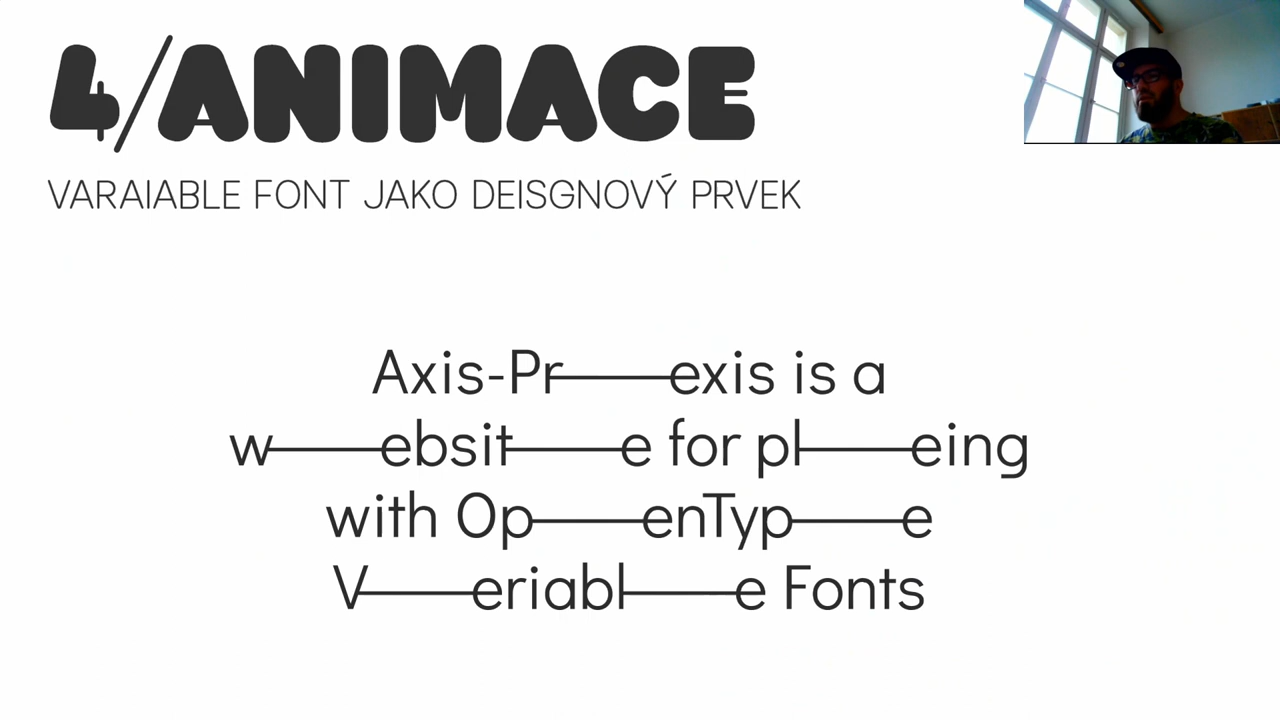 4/ANIMACE
VARAIABLE FONT JAKO DEISGNOVÝ PRVEK
Axis-Pr——exis is a
w——ebsit——e for pl——eing
with Op——enTyp——e
V——eriabl——e Fonts